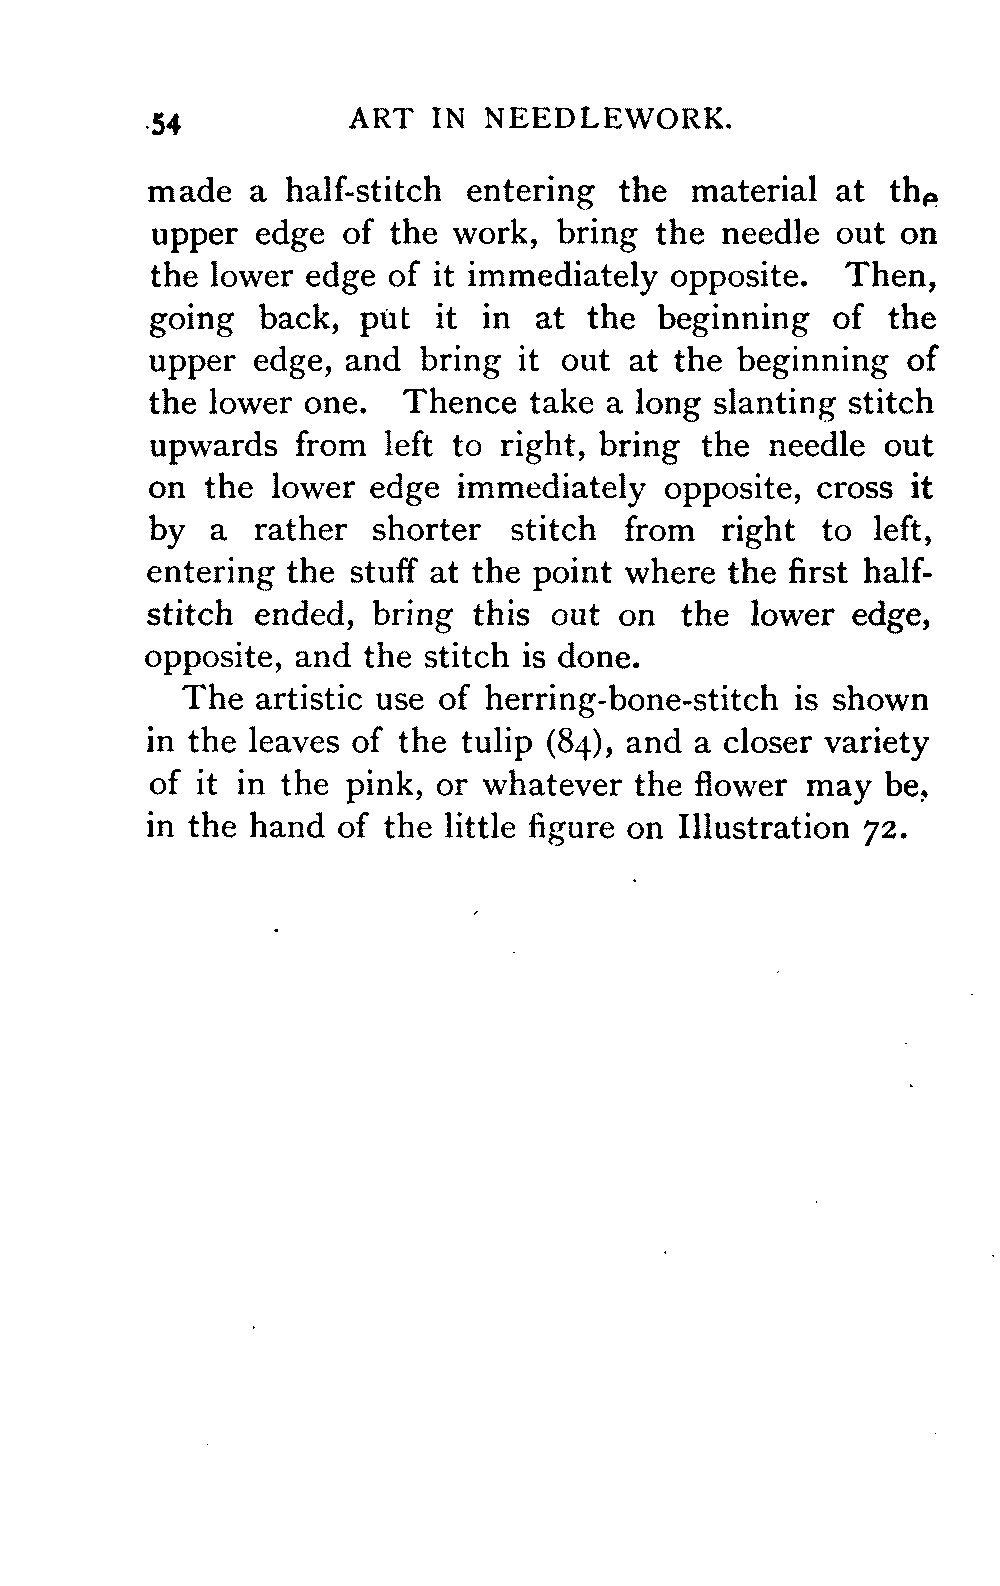 54 ART IN NEEDLEWORK.
made a half-stitch entering the material at the
upper edge of the work, bring the needle out on
the lower edge of it immediately opposite. Then,
going back, put it in at the beginning of the
upper edge, and bring it out at the beginning of
the lower one. Thence take a long slanting stitch
upwards from left to right, bring the needle out
on the lower edge immediately opposite, cross it
by a rather shorter stitch from right to left,
entering the stuff at the point where the first half-
stitch ended, bring this out on the lower edge,
opposite, and the stitch is done.
The artistic use of herring-bone-stitch is shown
in the leaves of the tulip (84), and a closer variety
of it in the pink, or whatever the flower may be,
in the hand of the little figure on Illustration 72.